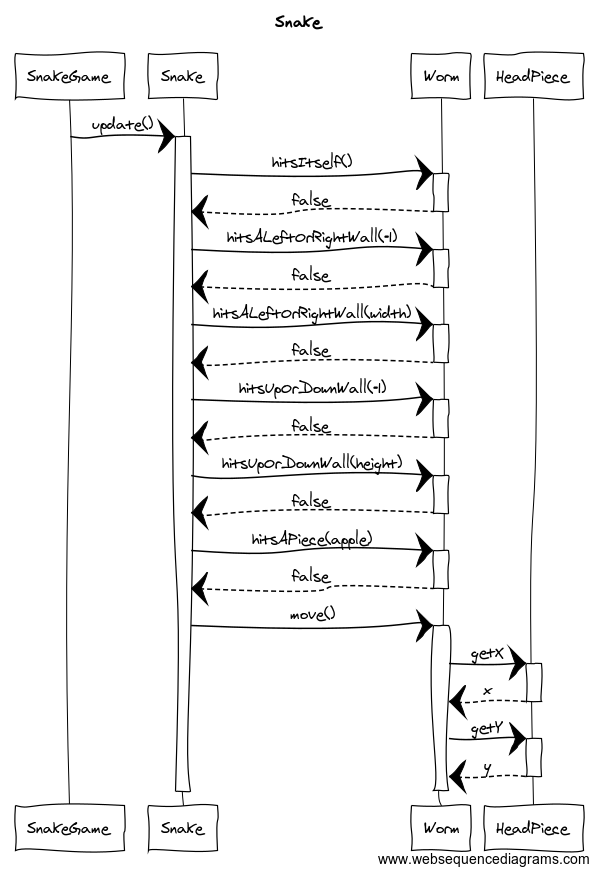 Snake
SnakeGame Snake Worm HeadPiece
update()
hitsItself()
false
hitsALeftOrRightWall(-1)
false
hitsALeftOrRightWall(width)
false
hitsUpOrDownWall(-1)
false
hitsUpOrDownWall(height)
false
hitsAPiece(apple)
false
move()
getX
x
getY
y
SnakeGame Snake Worm HeadPiece
www.websequencediagrams.com